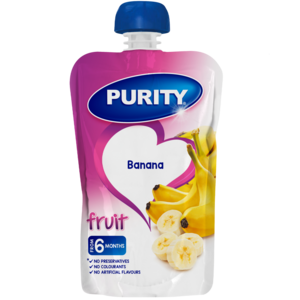 PURITY
Banana
fruit
FROM 6 MONTHS
NO PRESERVATIVES
NO COLOURANTS
NO ARTIFICIAL FLAVOURS